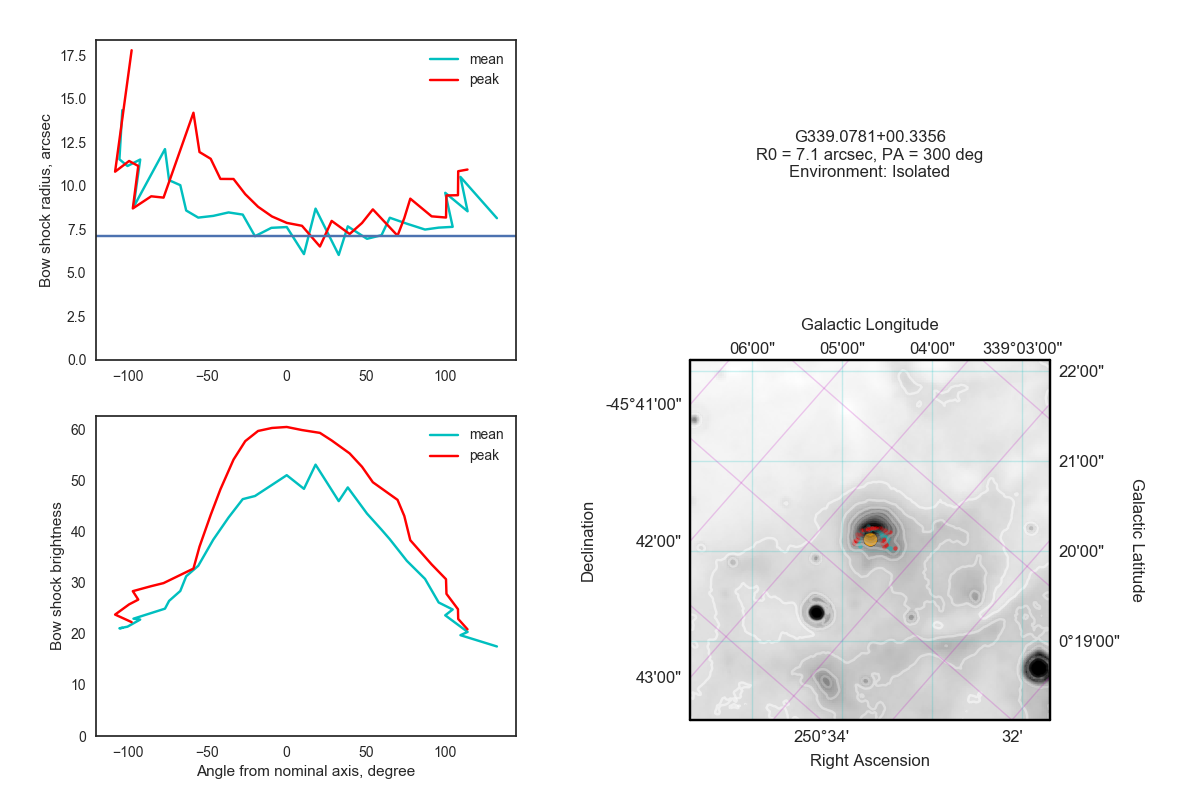 17.5
15.0
12.5
10.0
7.5
5.0
2.5
0.0
Bow shock radius, arcsec
mean
peak
−100
−50
0
50
100
60
50
40
30
20
10
0
Bow shock brightness
mean
peak
−100
−50
0
50
100
Angle from nominal axis, degree
G339.0781+00.3356
R0 = 7.1 arcsec, PA = 300 deg
Environment: Isolated
Galactic Longitude
06'00"
05'00"
04'00"
339°03'00"
-45°41'00"
42'00"
43'00"
Declination
22'00"
21'00"
20'00"
0°19'00"
Galactic Latitude
250°34'
32'
Right Ascension